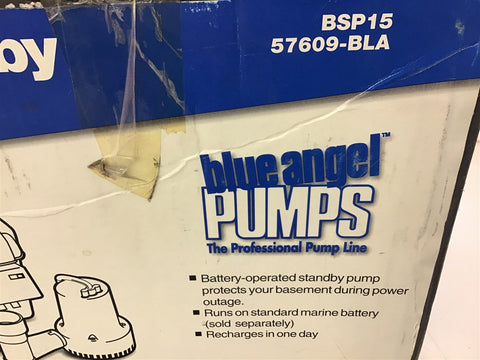 by
BSP15
57609-BLA
blue angel™
PUMPS
The Professional Pump Line
▪ Battery-operated standby pump
protects your basement during power
outage.
▪ Runs on standard marine battery
(sold separately)
▪ Recharges in one day